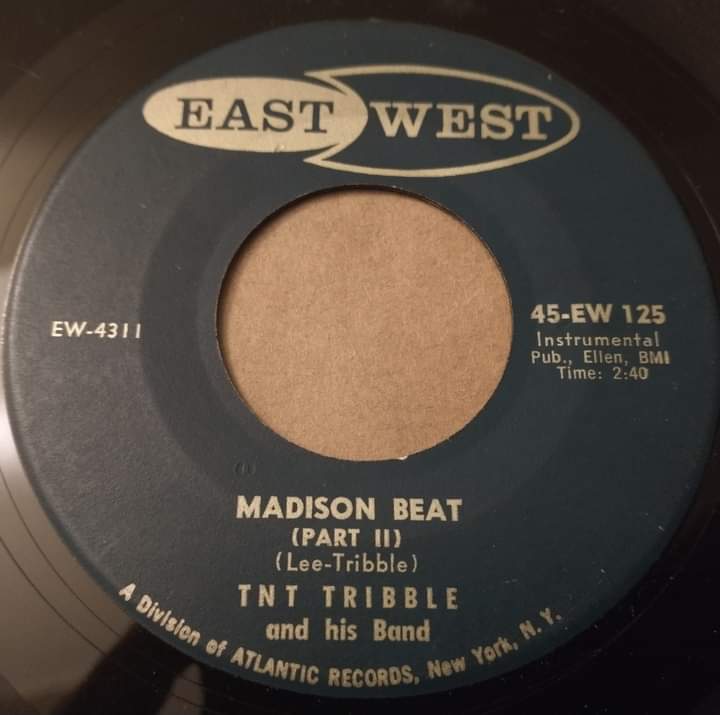 EAST WEST
EW-4311
45-EW 125
Instrumental
Pub., Ellen, BMI
Time: 2:40
MADISON BEAT
(PART II)
(Lee-Tribble)
TNT TRIBBLE
and his Band
A Division of ATLANTIC RECORDS, New York, N. Y.